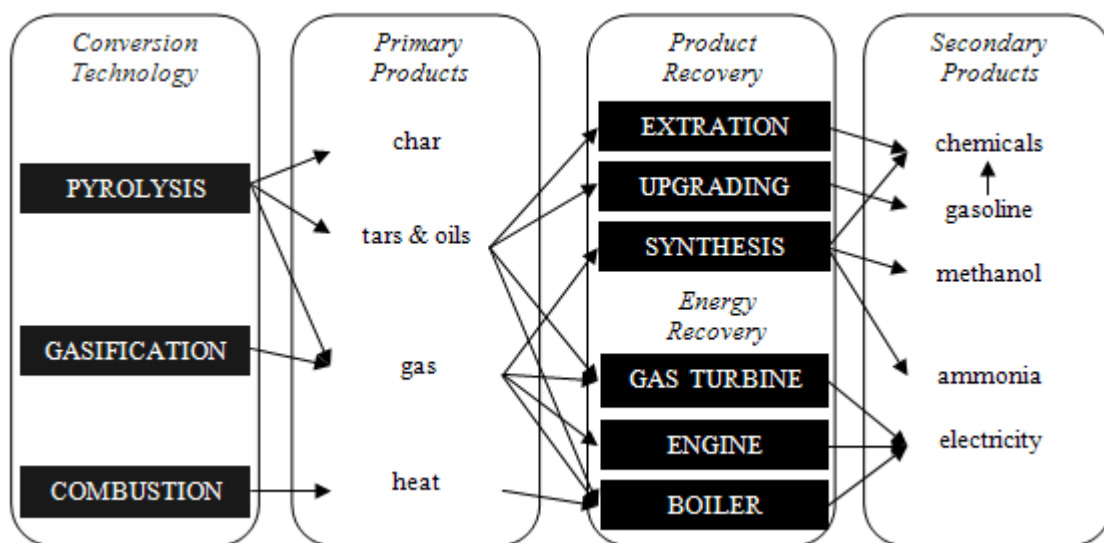 Conversion
Technology
PYROLYSIS
GASIFICATION
COMBUSTION
Primary
Products
char
tars & oils
gas
heat
Product
Recovery
EXTRATION
UPGRADING
SYNTHESIS
Energy
Recovery
GAS TURBINE
ENGINE
BOILER
Secondary
Products
chemicals
gasoline
methanol
ammonia
electricity